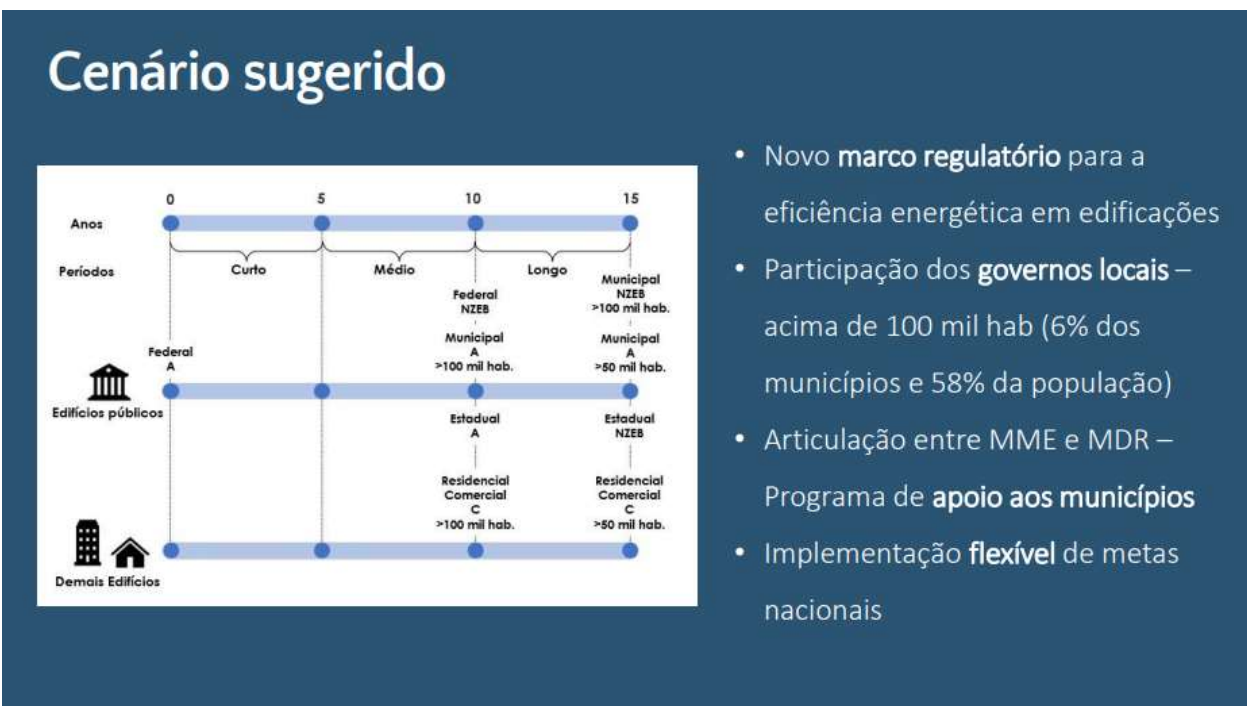 Cenário sugerido
0 5 10 15
Anos
Períodos
Curto
Médio
Longo
Federal
NZEB
Municipal
NZEB
>100 mil hab.
Federal
A
Municipal
A
>100 mil hab.
Municipal
A
>50 mil hab.
Edifícios públicos
Estadual
A
Estadual
NZEB
Residencial
Comercial
C
>100 mil hab.
Residencial
Comercial
C
>50 mil hab.
Demais Edifícios
• Novo marco regulatório para a
eficiência energética em edificações
• Participação dos governos locais –
acima de 100 mil hab (6% dos
municípios e 58% da população)
• Articulação entre MME e MDR –
Programa de apoio aos municípios
• Implementação flexível de metas
nacionais